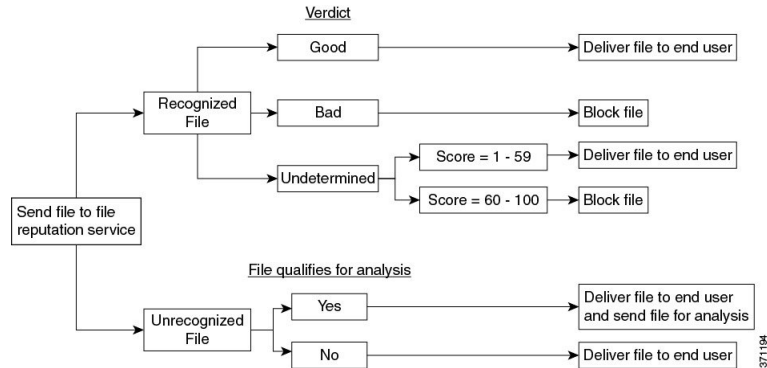 Verdict
Good
Deliver file to end user
Recognized
File
Bad
Block file
Undetermined
Score = 1 - 59
Deliver file to end user
Score = 60 - 100
Block file
Send file to file
reputation service
File qualifies for analysis
Unrecognized
File
Yes
Deliver file to end user
and send file for analysis
No
Deliver file to end user
371194